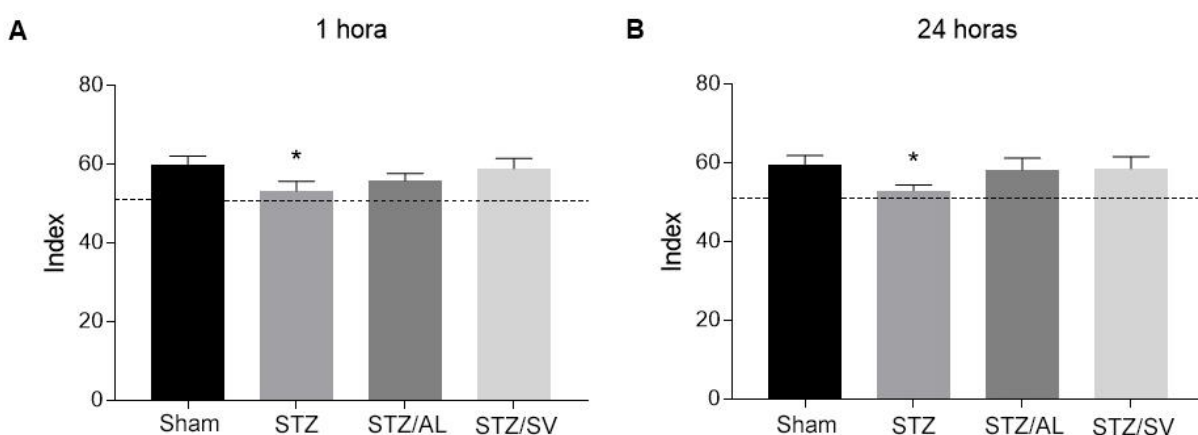 A
1 hora
80
60
40
20
0
Index
*
Sham
STZ
STZ/AL
STZ/SV
B
24 horas
80
60
40
20
0
Index
*
Sham
STZ
STZ/AL
STZ/SV